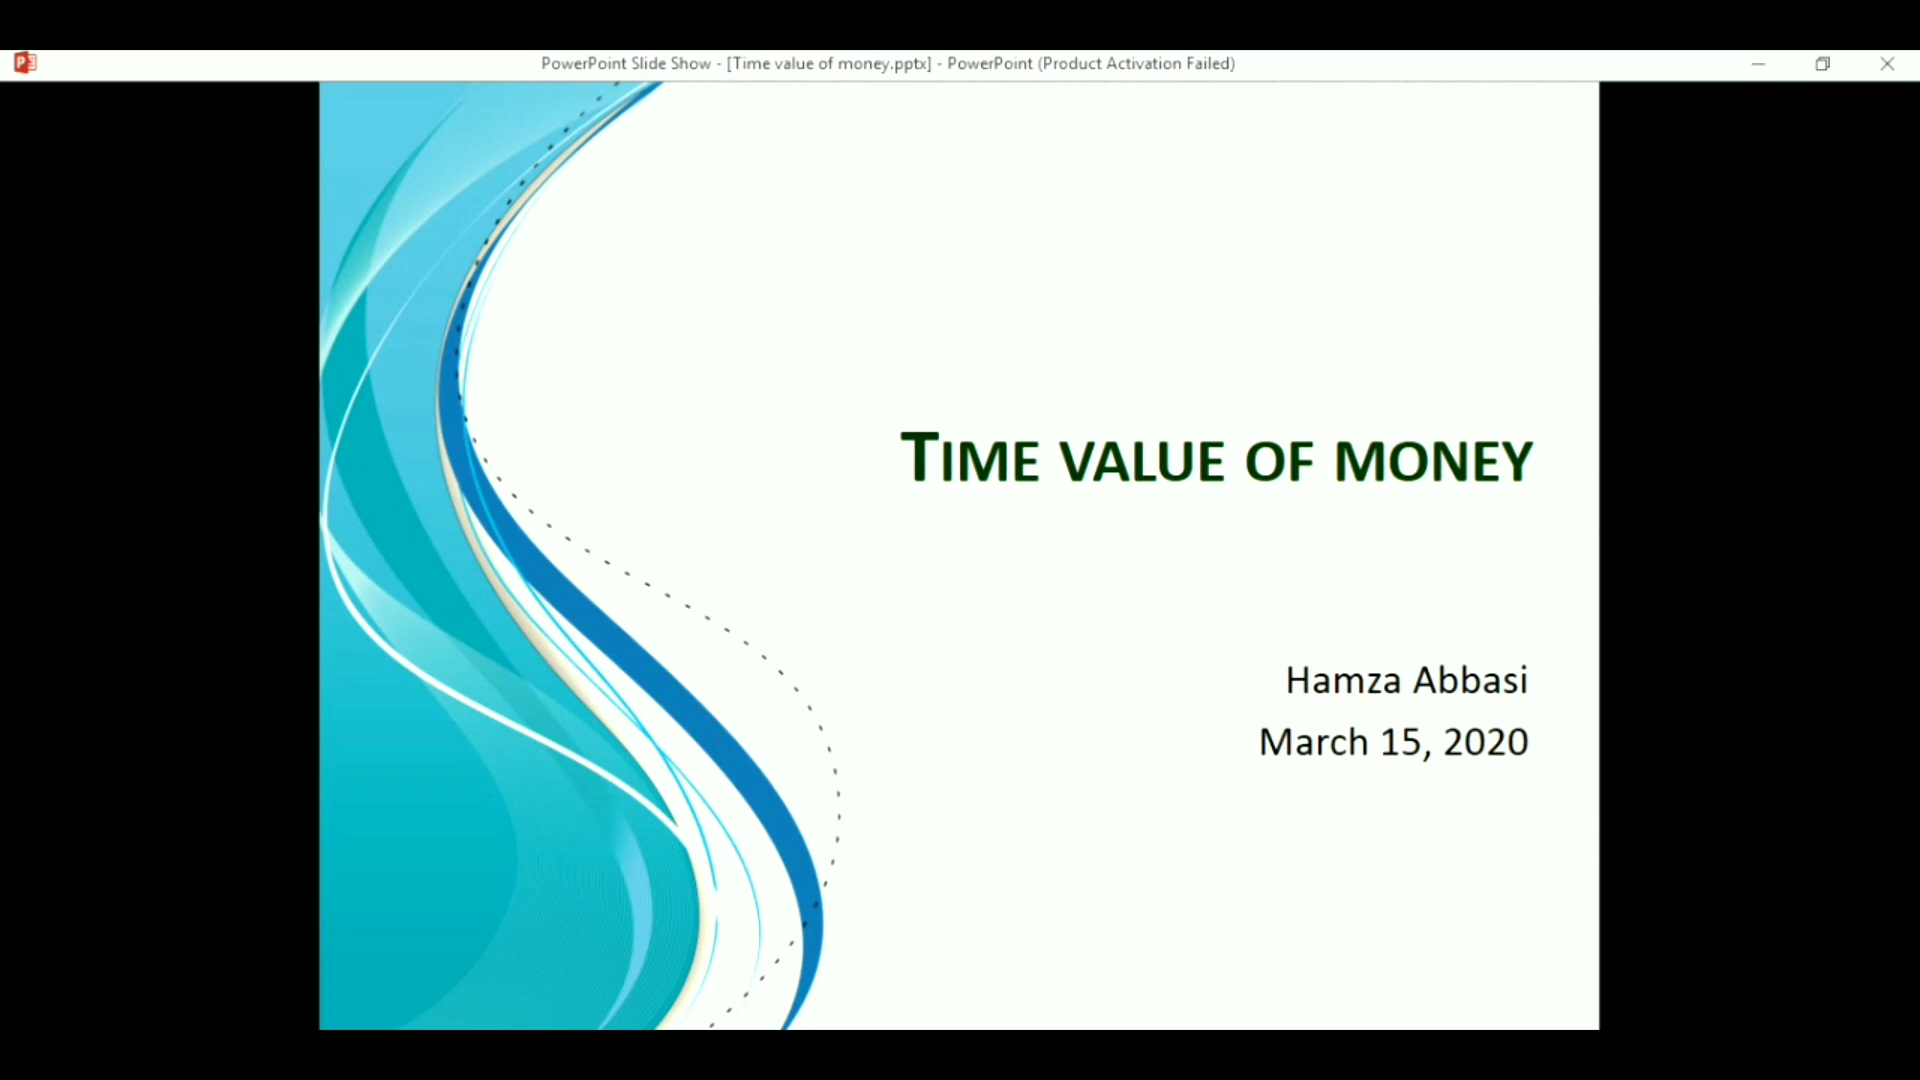 PowerPoint Slide Show - [Time value of money.pptx] - PowerPoint (Product Activation Failed)
TIME VALUE OF MONEY
Hamza Abbasi
March 15, 2020